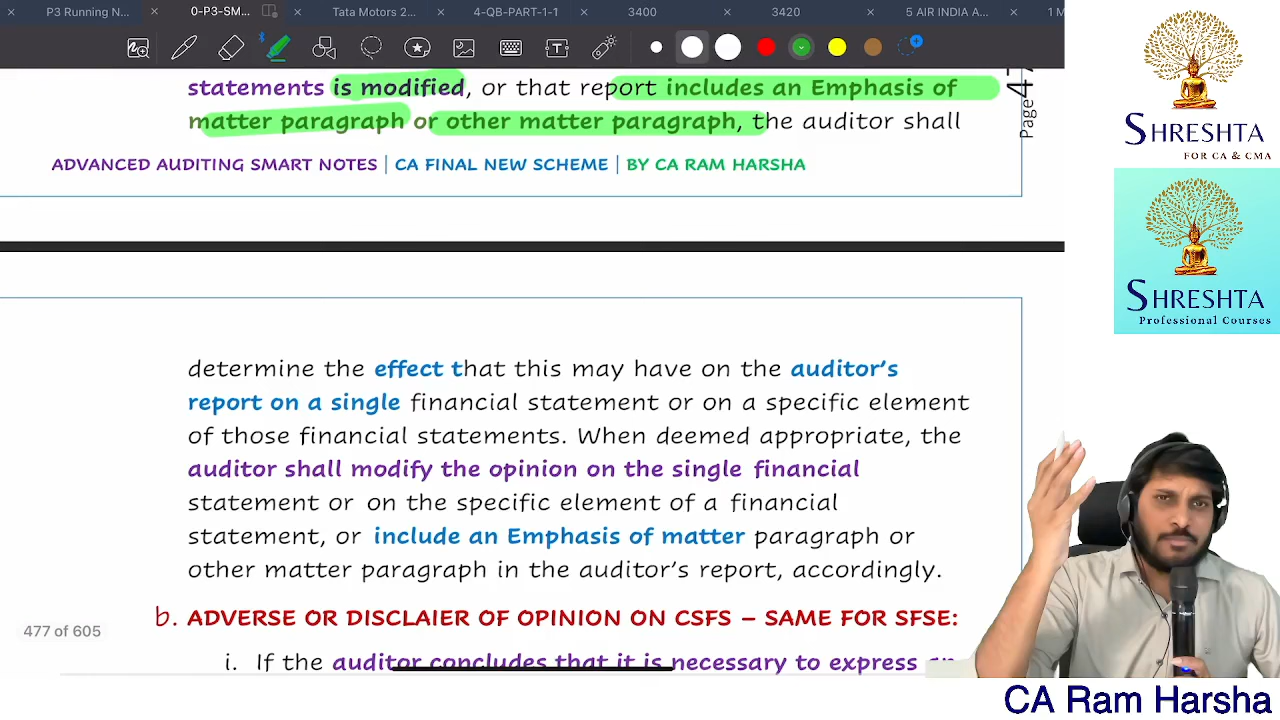 P3 Running N...
0-P3-SM...
Tata Motors 2...
4-QB-PART-1-1
3400
3420
5 AIR INDIA A...
1 M
statements is modified, or that report includes an Emphasis of
matter paragraph or other matter paragraph, the auditor shall
Page 47
ADVANCED AUDITING SMART NOTES | CA FINAL NEW SCHEME | BY CA RAM HARSHA
determine the effect that this may have on the auditor's
report on a single financial statement or on a specific element
of those financial statements. When deemed appropriate, the
auditor shall modify the opinion on the single financial
statement or on the specific element of a financial
statement, or include an Emphasis of matter paragraph or
other matter paragraph in the auditor's report, accordingly.
b. ADVERSE OR DISCLAIER OF OPINION ON CSFS – SAME FOR SFSE:
477 of 605
i. If the auditor concludes that it is necessary to express an
SHRESHTA
FOR CA & CMA
SHRESHTA
Professional Courses
CA Ram Harsha